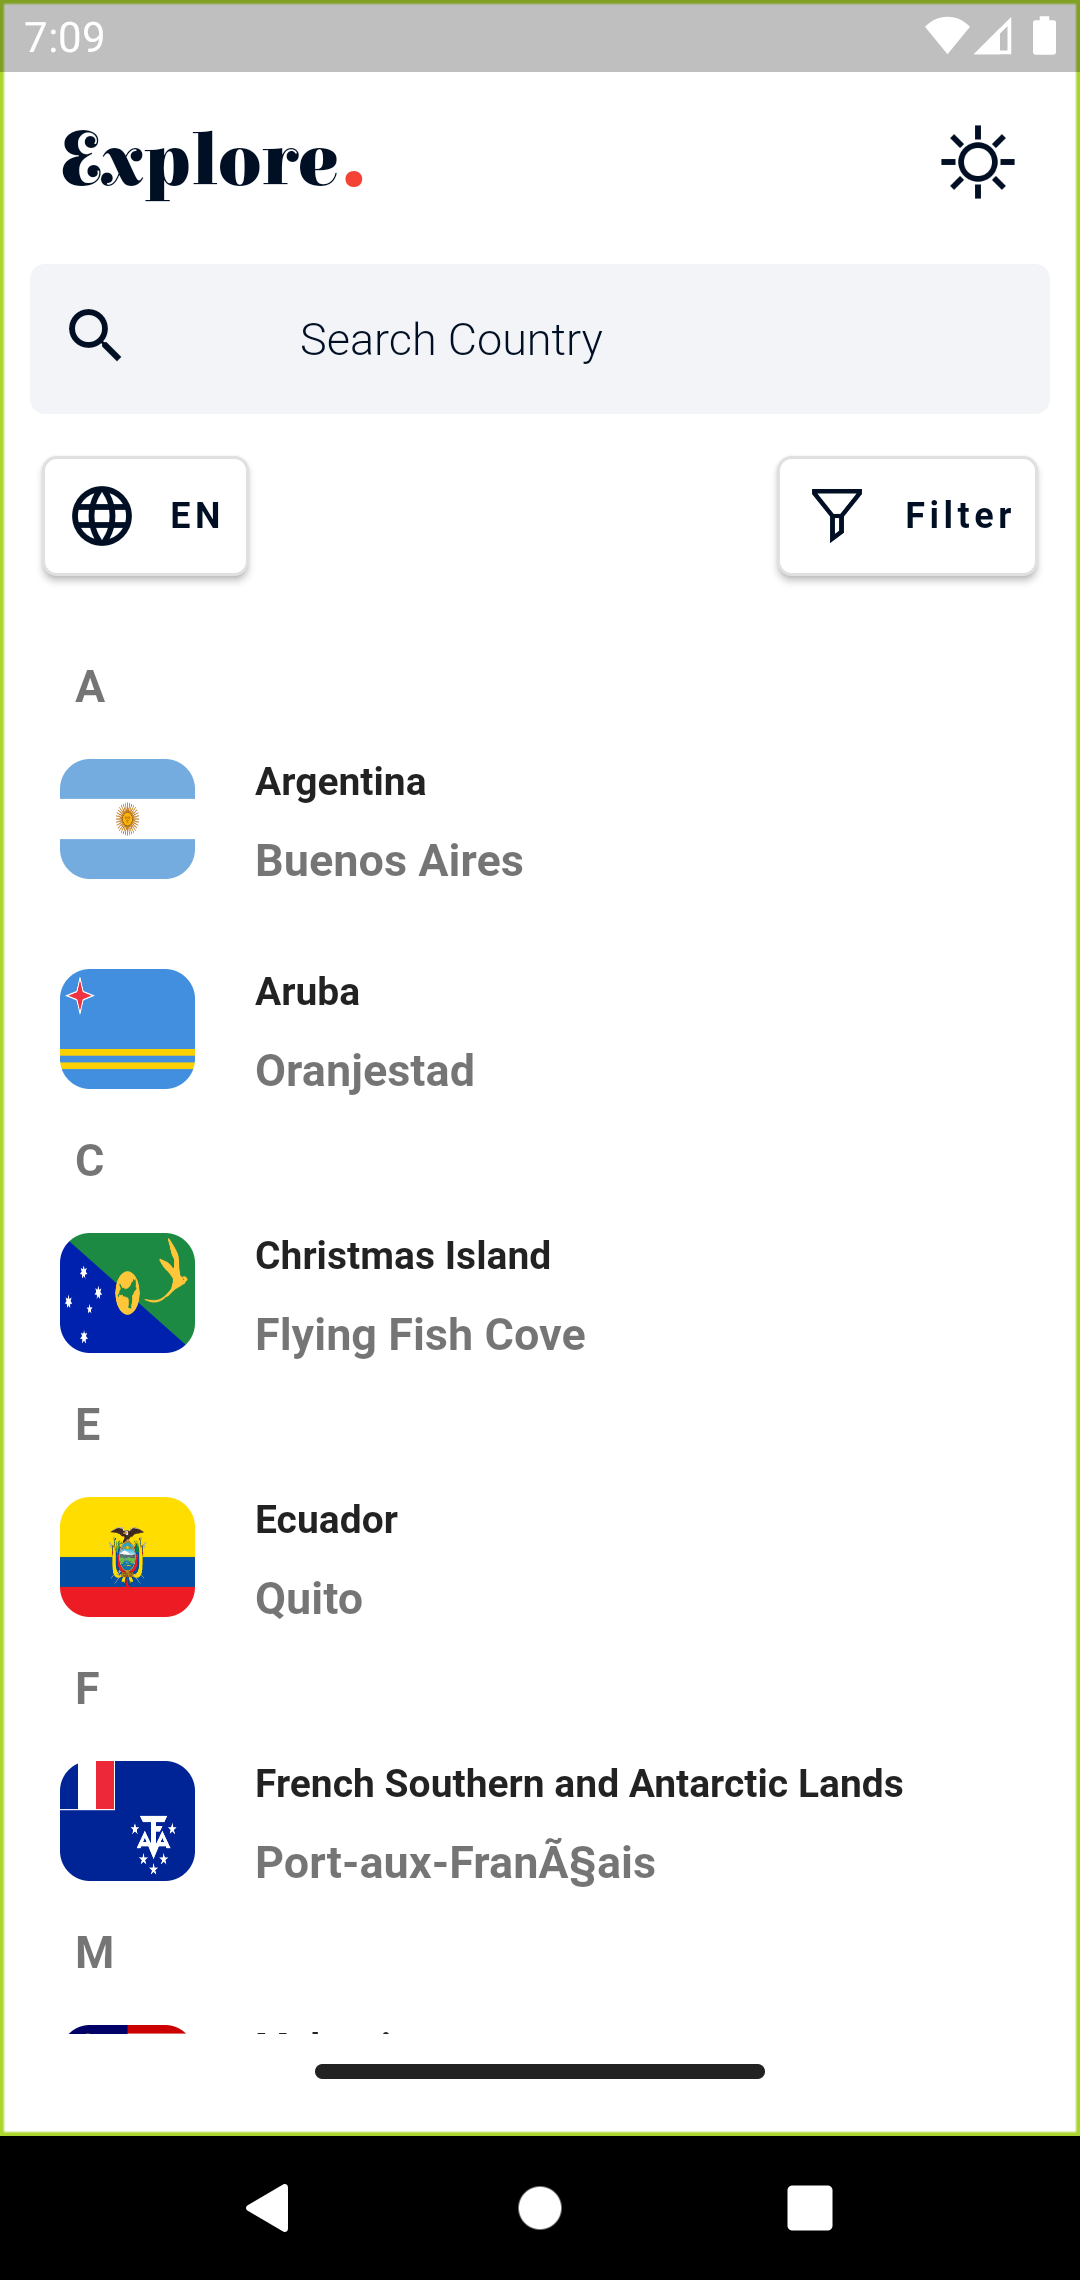 7:09
Explore.
Search Country
EN
Filter
A
Argentina
Buenos Aires
Aruba
Oranjestad
C
Christmas Island
Flying Fish Cove
E
Ecuador
Quito
F
French Southern and Antarctic Lands
Port-aux-FranÃ§ais
M